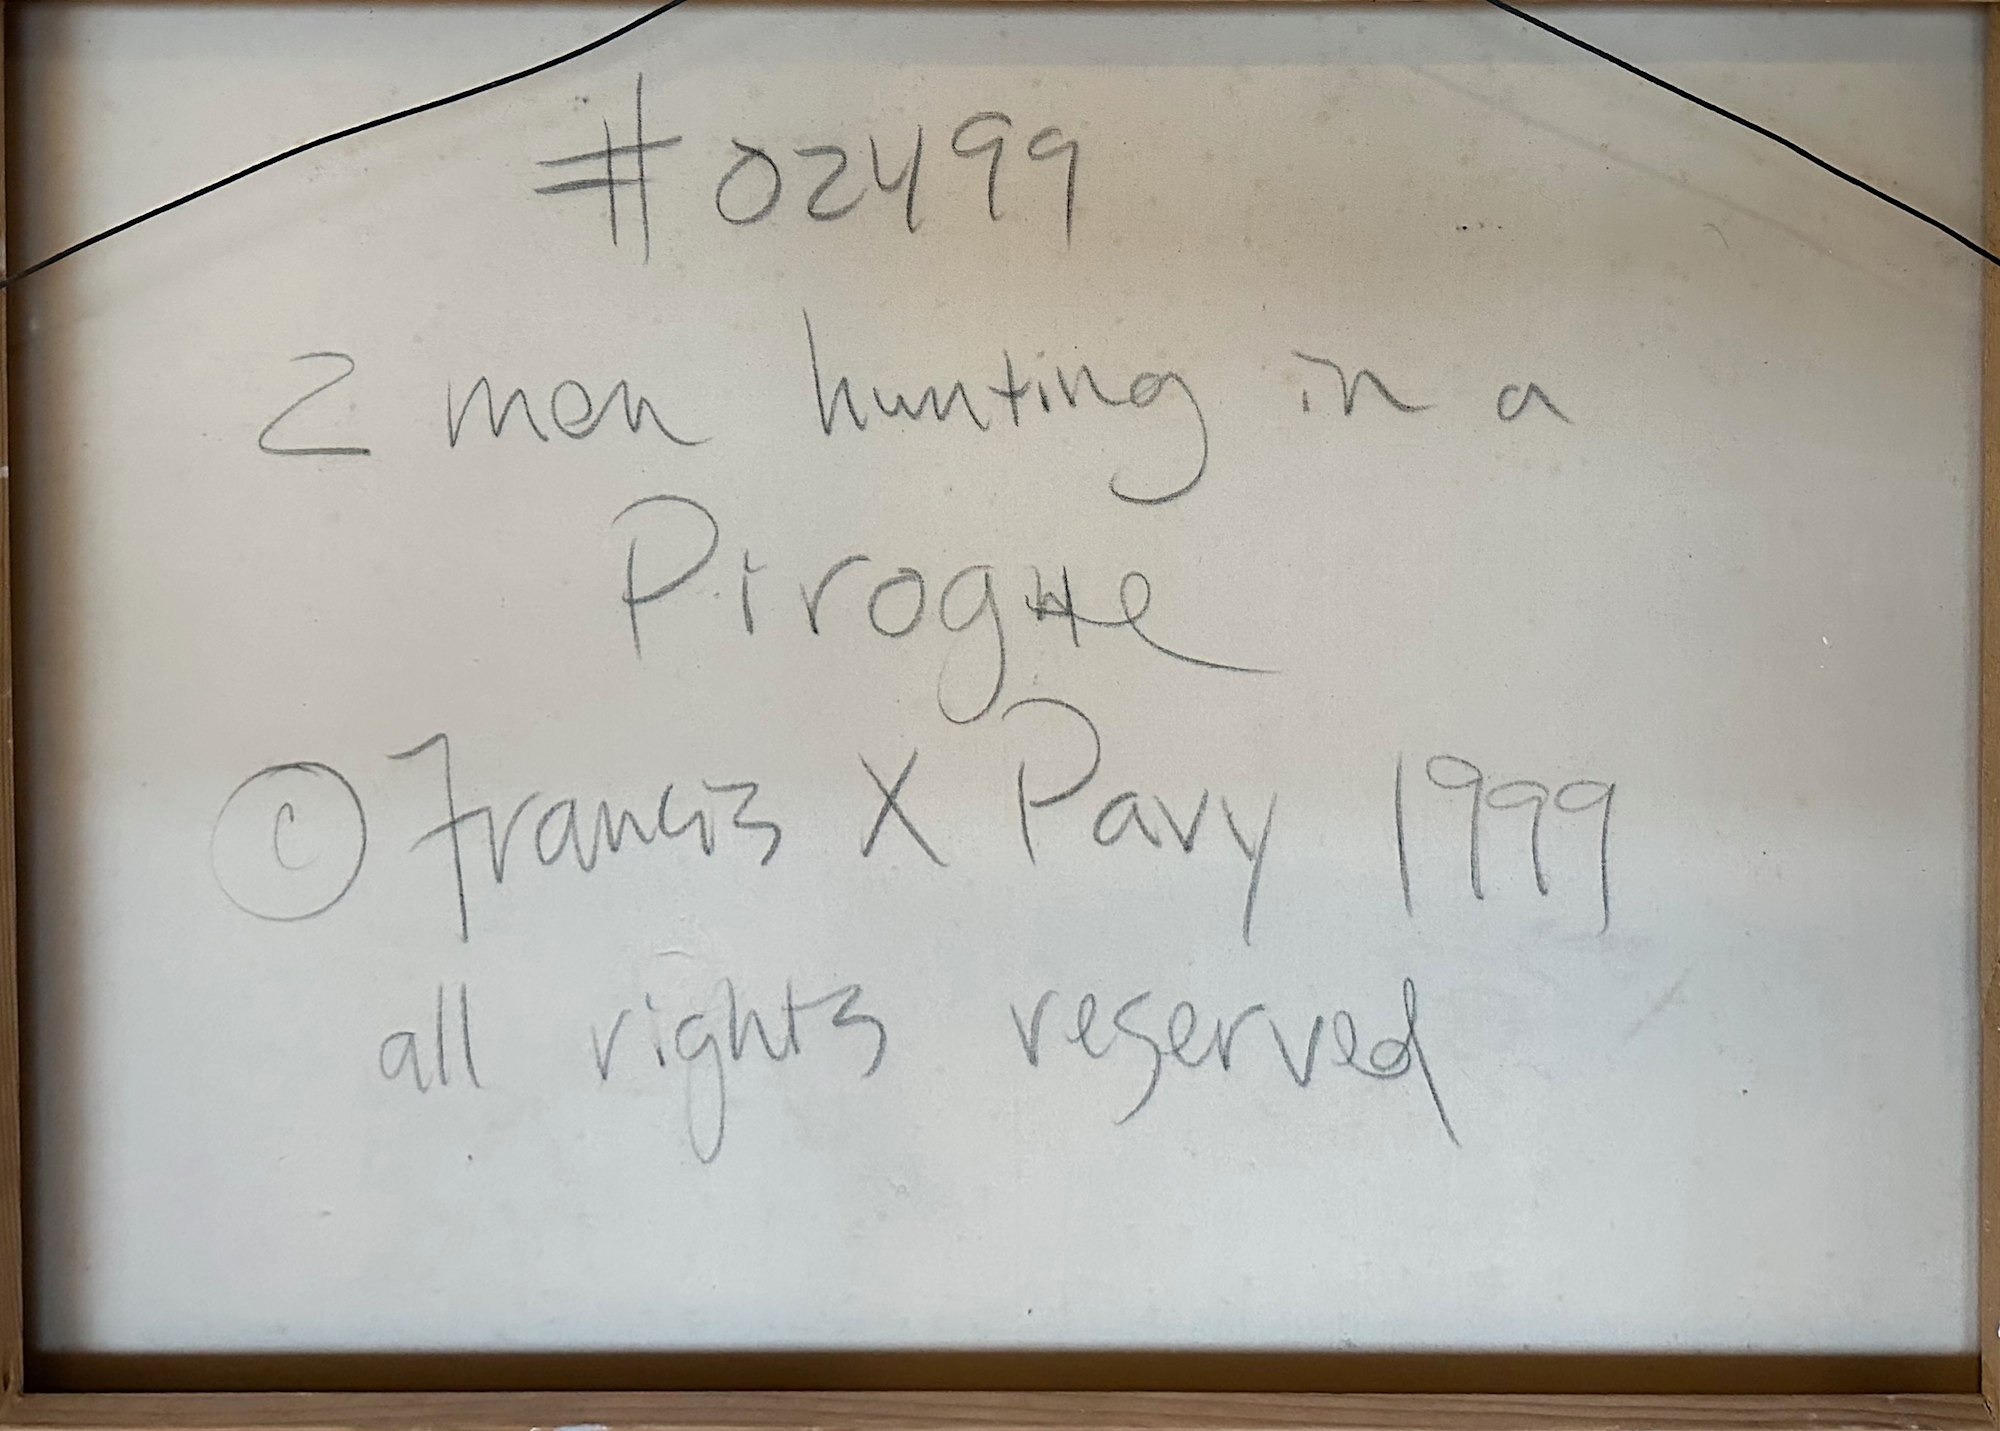 #02499
2 men hunting in a
Pirogue
© Francis X Pavy 1999
all rights reserved